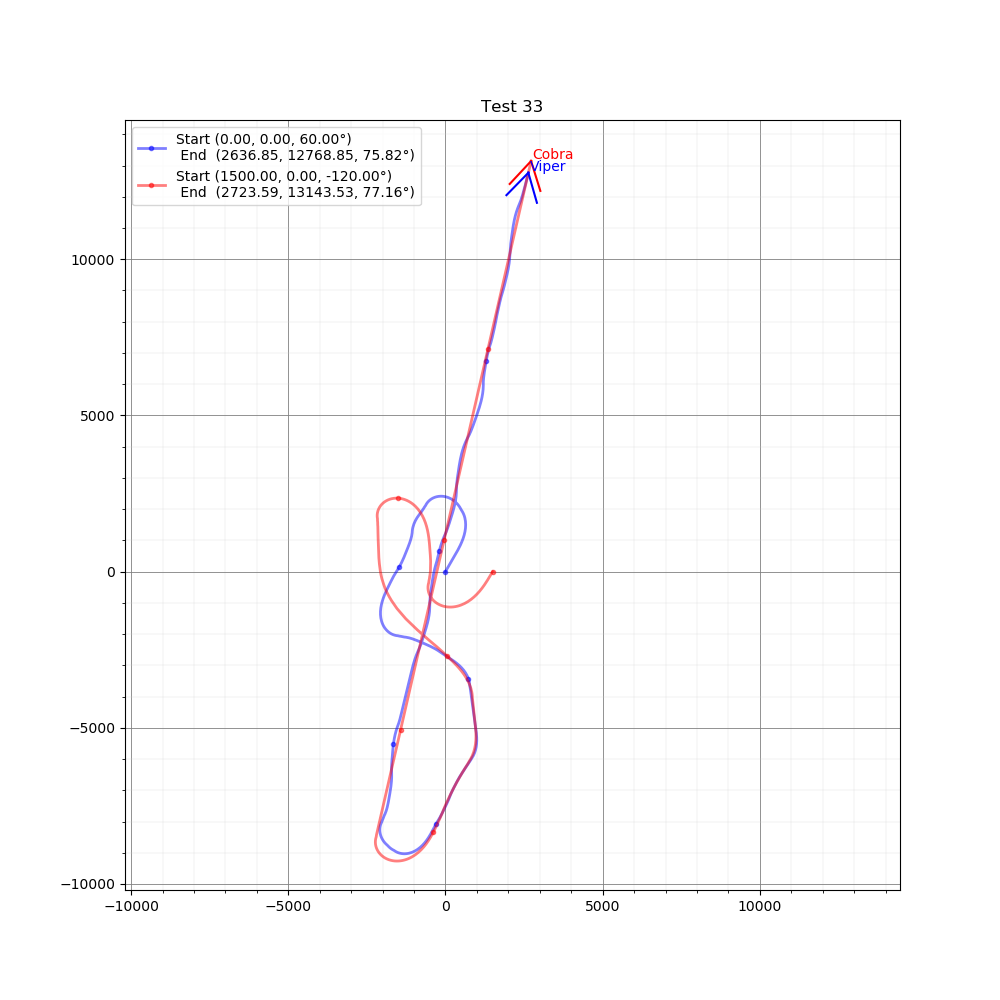 Test 33
Start (0.00, 0.00, 60.00°)
End (2636.85, 12768.85, 75.82°)
Start (1500.00, 0.00, -120.00°)
End (2723.59, 13143.53, 77.16°)
Cobra
Viper
10000
5000
0
−5000
−10000
−10000 −5000 0 5000 10000